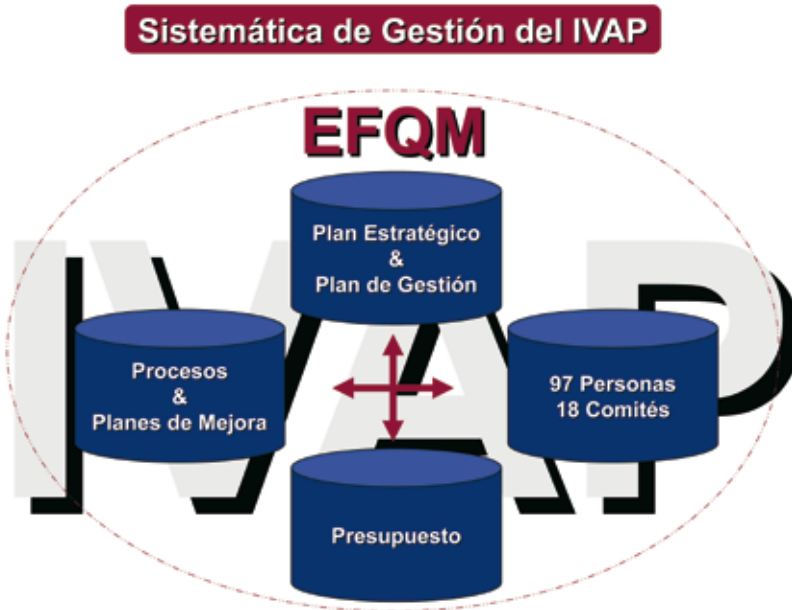 Sistemática de Gestión del IVAP
EFQM
Plan Estratégico
&
Plan de Gestión
Procesos
&
Planes de Mejora
97 Personas
18 Comités
Presupuesto
IVAP